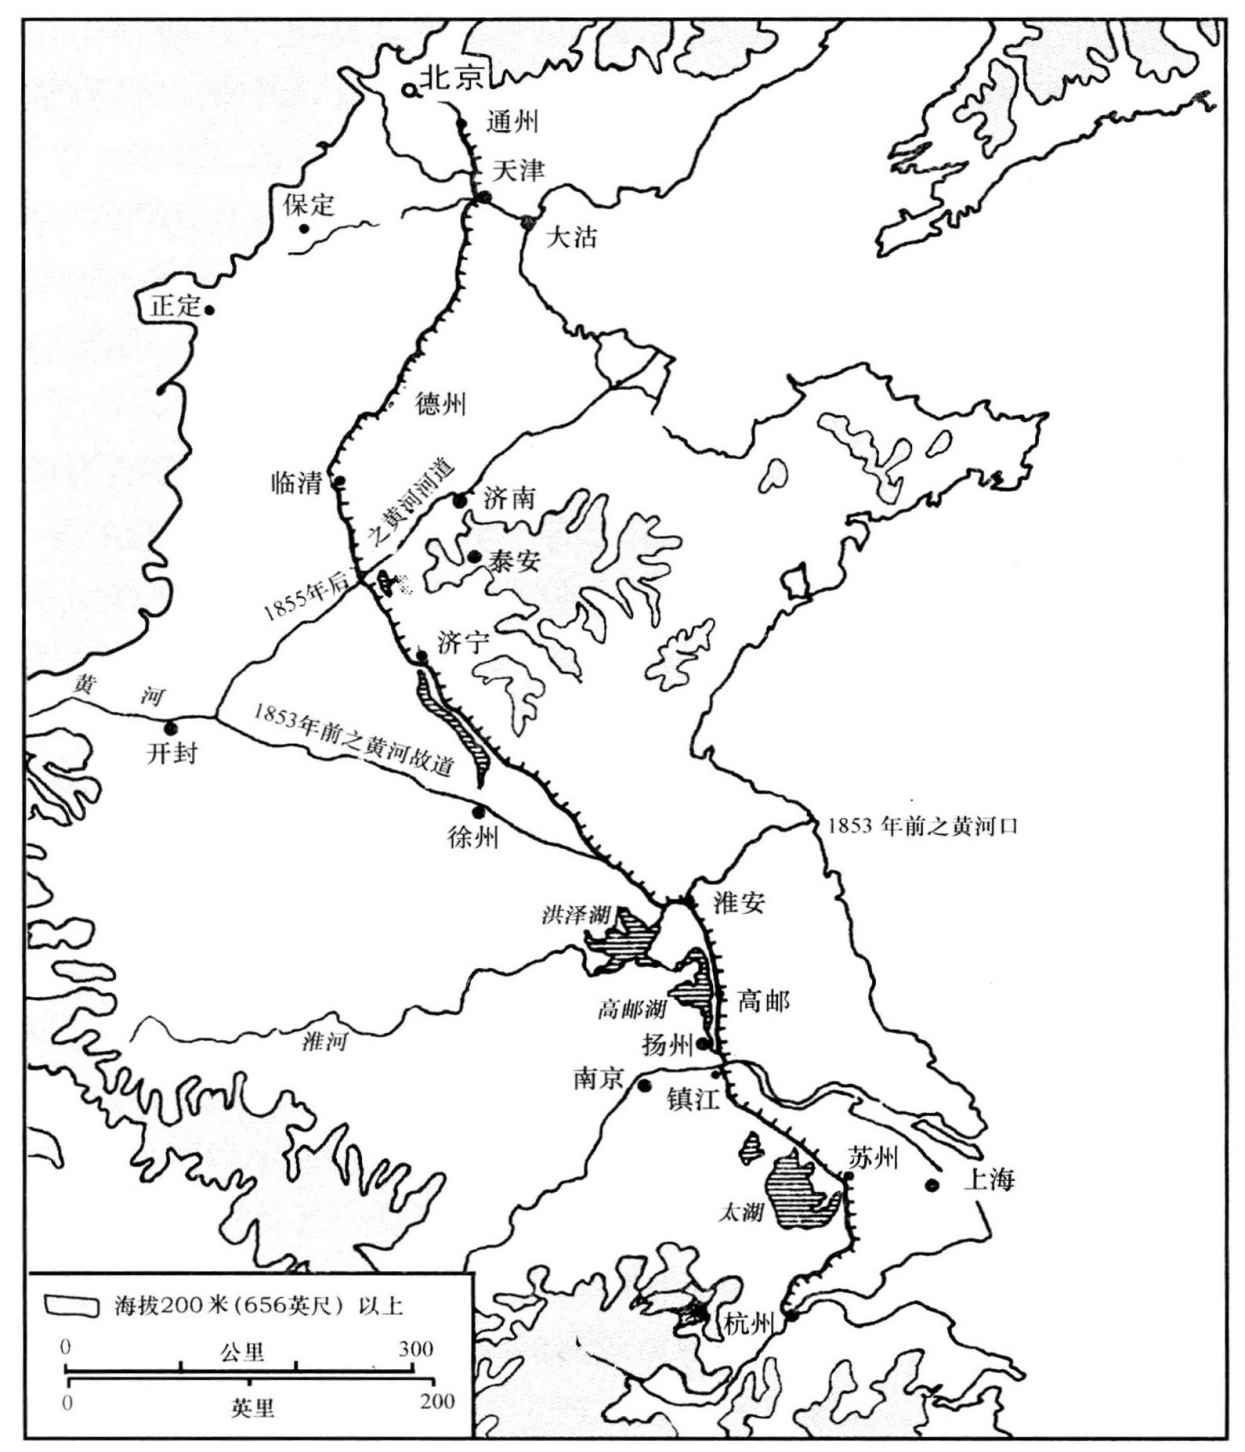 北京
通州
天津
保定
大沽
正定
德州
临清
之黄河河道
济南
泰安
1855年后
济宁
黄河
1853年前之黄河故道
开封
徐州
1853 年前之黄河口
淮安
洪泽湖
高邮湖
高邮
淮河
扬州
南京
镇江
苏州
上海
太湖
杭州
海拔200米(656英尺) 以上
0 公里 300
0 英里 200